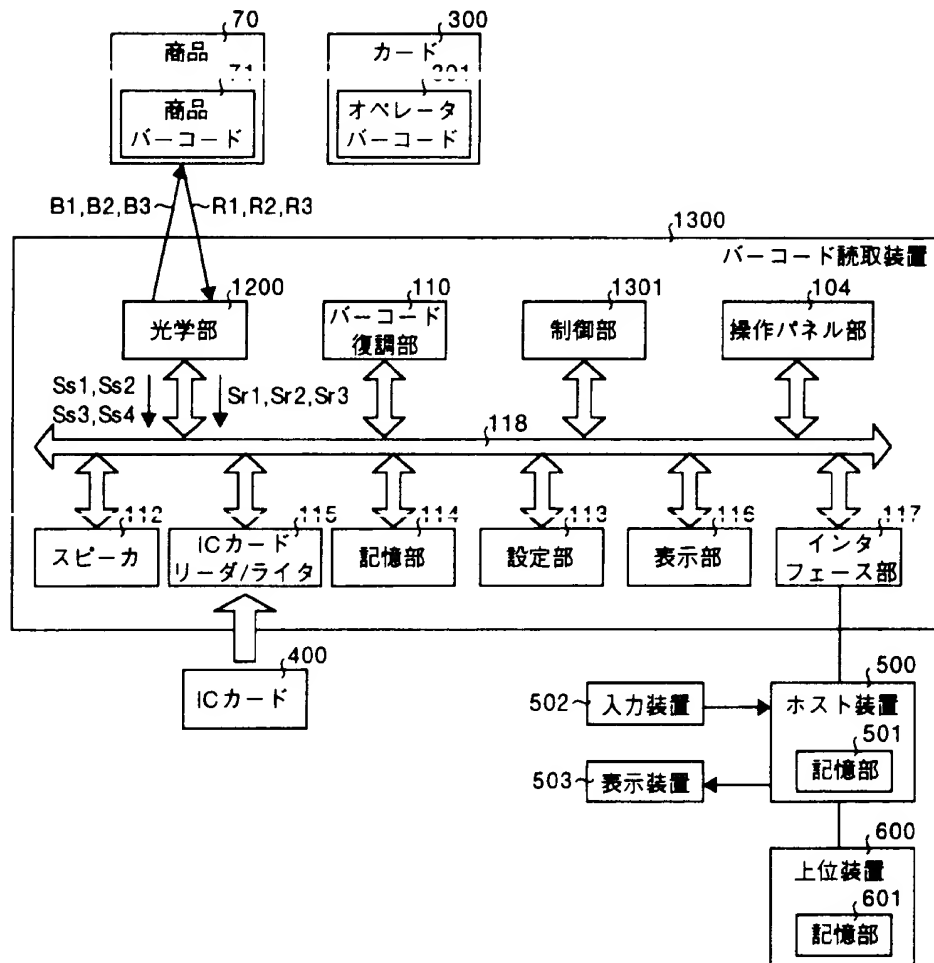 70
商品
71
商品
バーコード
300
カード
301
オペレータ
バーコード
B1,B2,B3
R1,R2,R3
1300
バーコード読取装置
1200
光学部
110
バーコード
復調部
1301
制御部
104
操作パネル部
Ss1,Ss2
Ss3,Ss4
Sr1,Sr2,Sr3
118
112
スピーカ
115
ICカード
リーダ/ライタ
114
記憶部
113
設定部
116
表示部
117
インタ
フェース部
400
ICカード
502
入力装置
503
表示装置
500
ホスト装置
501
記憶部
600
上位装置
601
記憶部